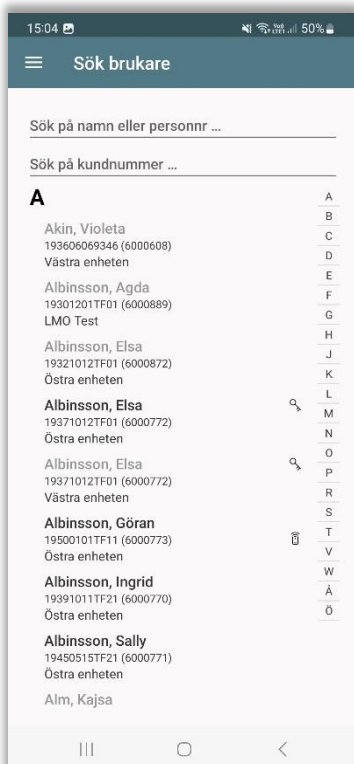 15:04 50%
Sök brukare
Sök på namn eller personnr ...
Sök på kundnummer ...
A
Akin, Violeta
193606069346 (6000608)
Västra enheten
Albinsson, Agda
19301201TF01 (6000889)
LMO Test
Albinsson, Elsa
19321012TF01 (6000872)
Östra enheten
Albinsson, Elsa
19371012TF01 (6000772)
Östra enheten
Albinsson, Elsa
19371012TF01 (6000772)
Västra enheten
Albinsson, Göran
19500101TF11 (6000773)
Östra enheten
Albinsson, Ingrid
19391011TF21 (6000770)
Östra enheten
Albinsson, Sally
19450515TF21 (6000771)
Östra enheten
Alm, Kajsa
A
B
C
D
E
F
G
H
J
K
L
M
N
O
P
R
S
T
V
W
Å
Ö